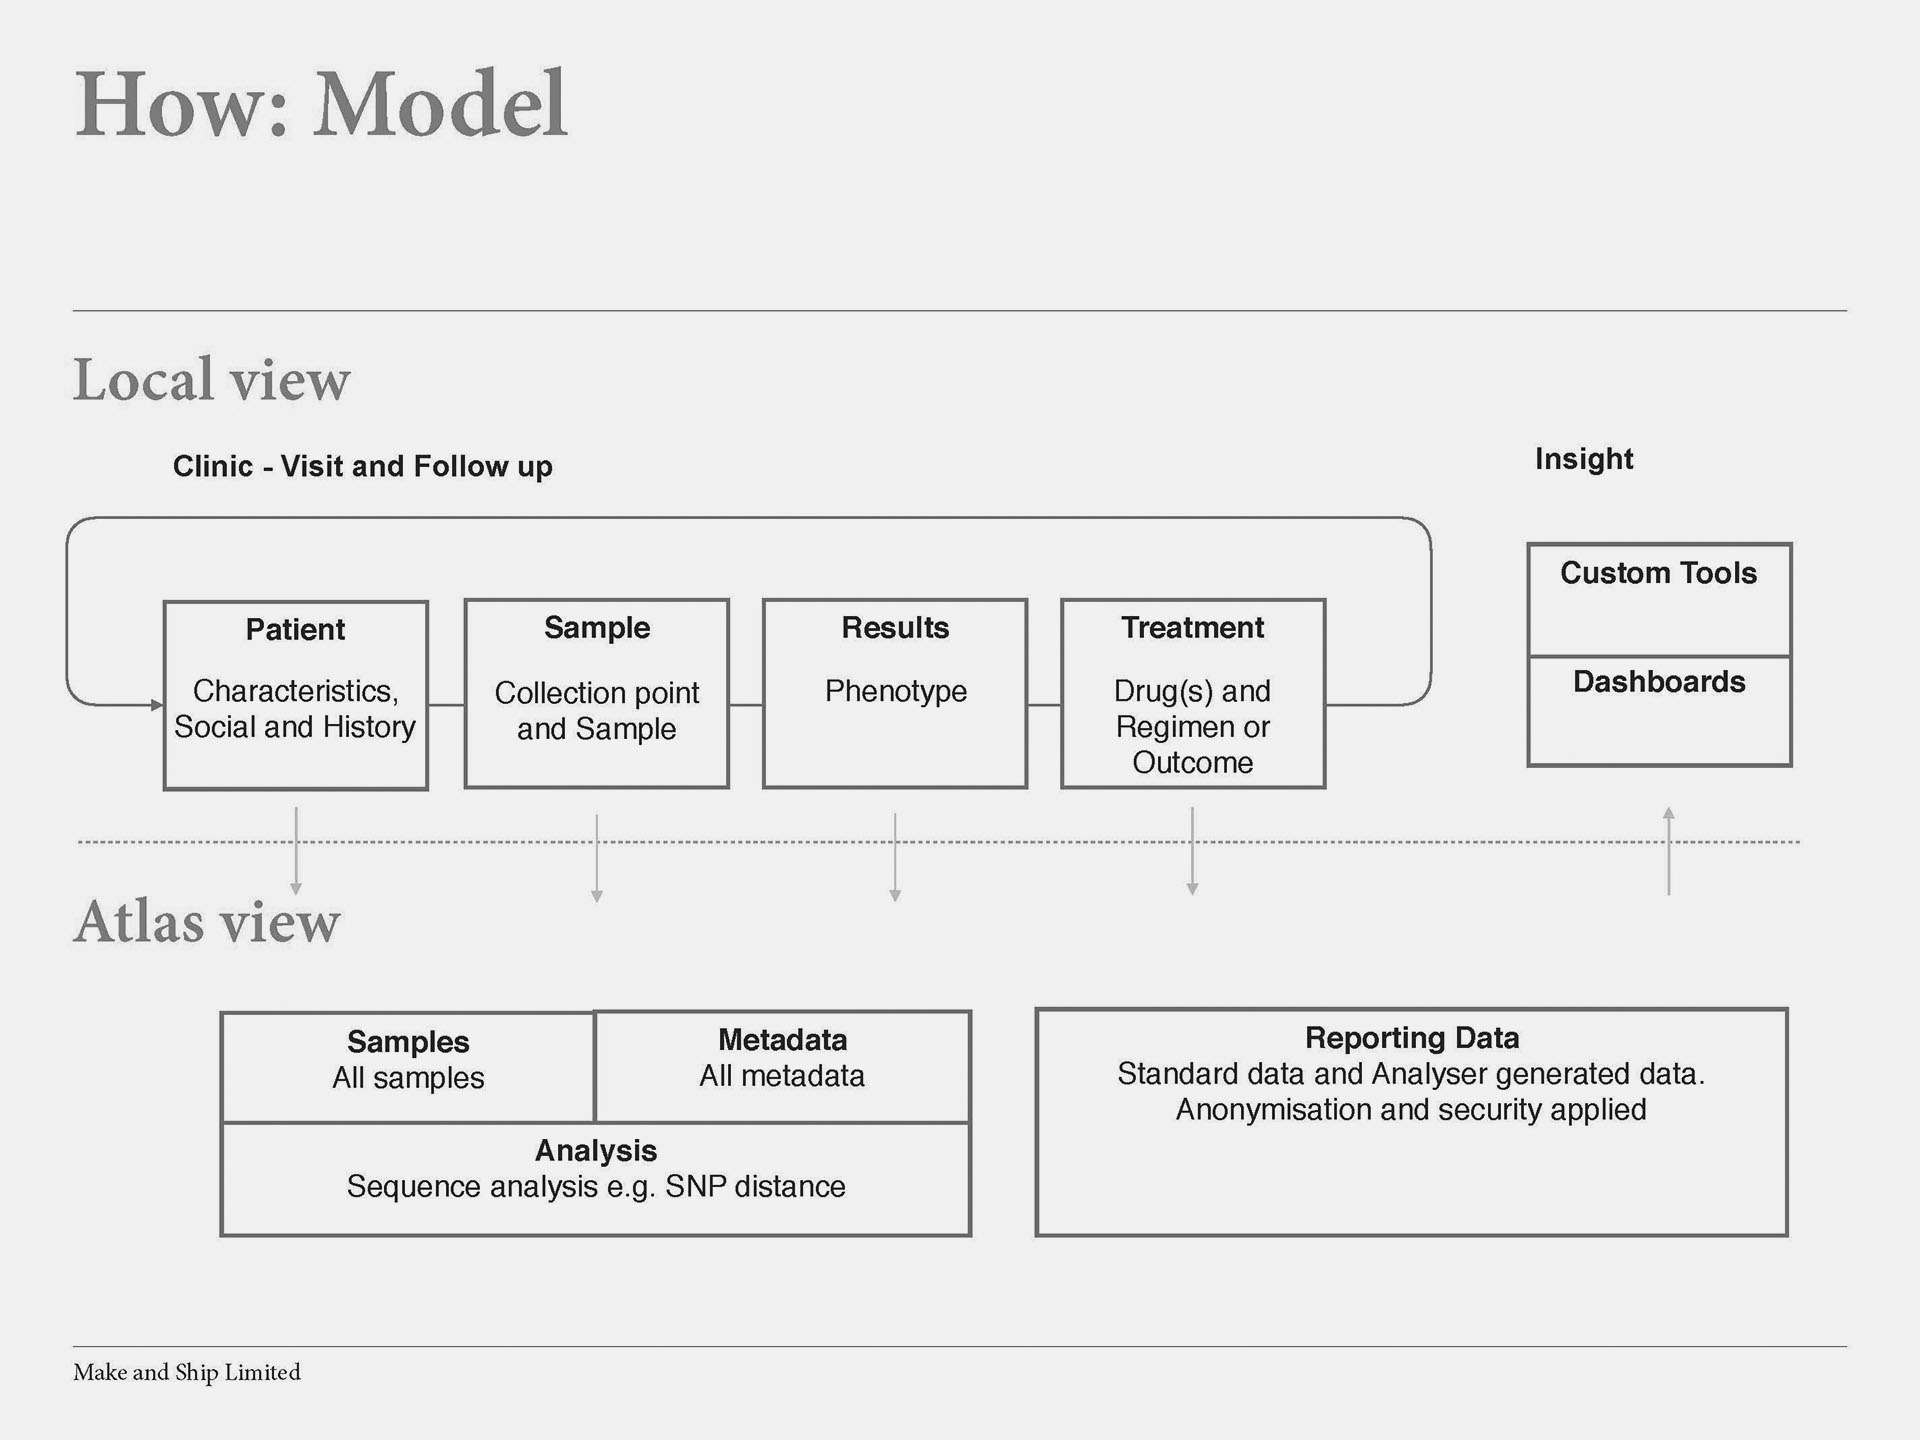 How: Model
Local view
Clinic - Visit and Follow up
Insight
Patient
Characteristics,
Social and History
Sample
Collection point
and Sample
Results
Phenotype
Treatment
Drug(s) and
Regimen or
Outcome
Custom Tools
Dashboards
Atlas view
Samples
All samples
Metadata
All metadata
Analysis
Sequence analysis e.g. SNP distance
Reporting Data
Standard data and Analyser generated data.
Anonymisation and security applied
Make and Ship Limited